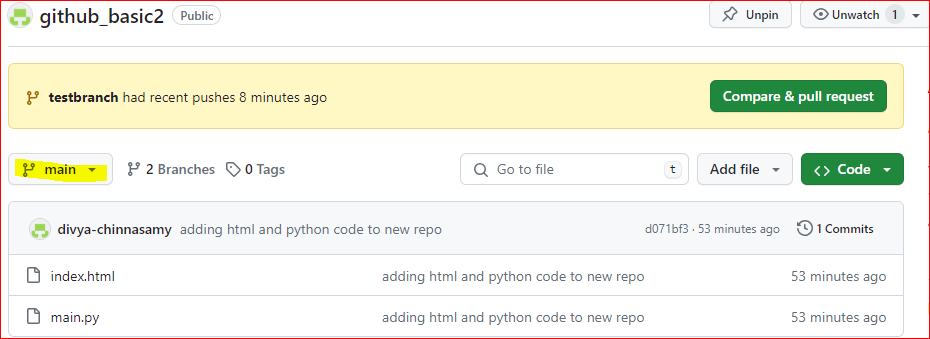 github_basic2 Public Unpin Unwatch 1
testbranch had recent pushes 8 minutes ago Compare & pull request
main 2 Branches 0 Tags Go to file t Add file <> Code
divya-chinnasamy adding html and python code to new repo d071bf3 · 53 minutes ago 1 Commits
index.html adding html and python code to new repo 53 minutes ago
main.py adding html and python code to new repo 53 minutes ago